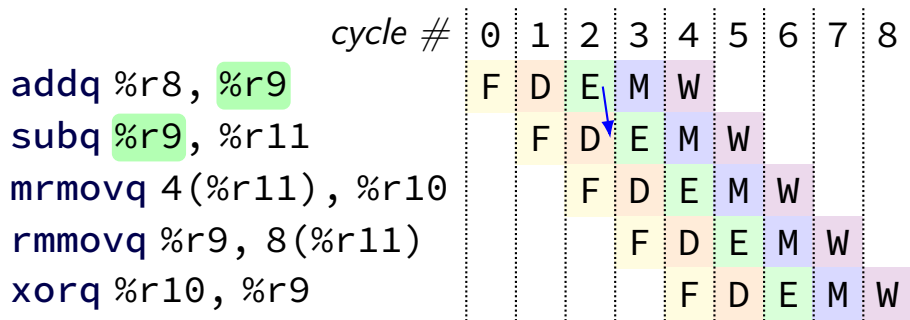 cycle # 0 1 2 3 4 5 6 7 8
addq %r8, %r9 F D E M W
subq %r9, %r11 F D E M W
mrmovq 4(%r11), %r10 F D E M W
rmmovq %r9, 8(%r11) F D E M W
xorq %r10, %r9 F D E M W